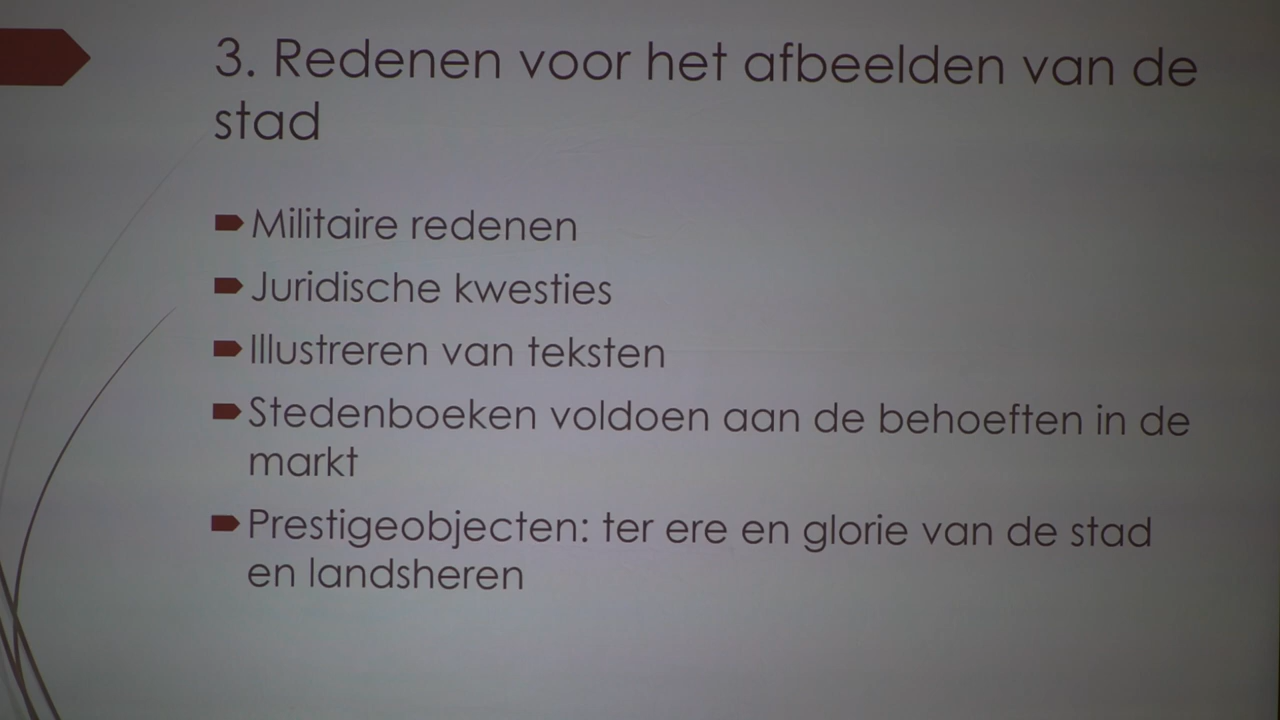 3. Redenen voor het afbeelden van de
stad
Militaire redenen
Juridische kwesties
Illustreren van teksten
Stedenboeken voldoen aan de behoeften in de
markt
Prestigeobjecten: ter ere en glorie van de stad
en landsheren